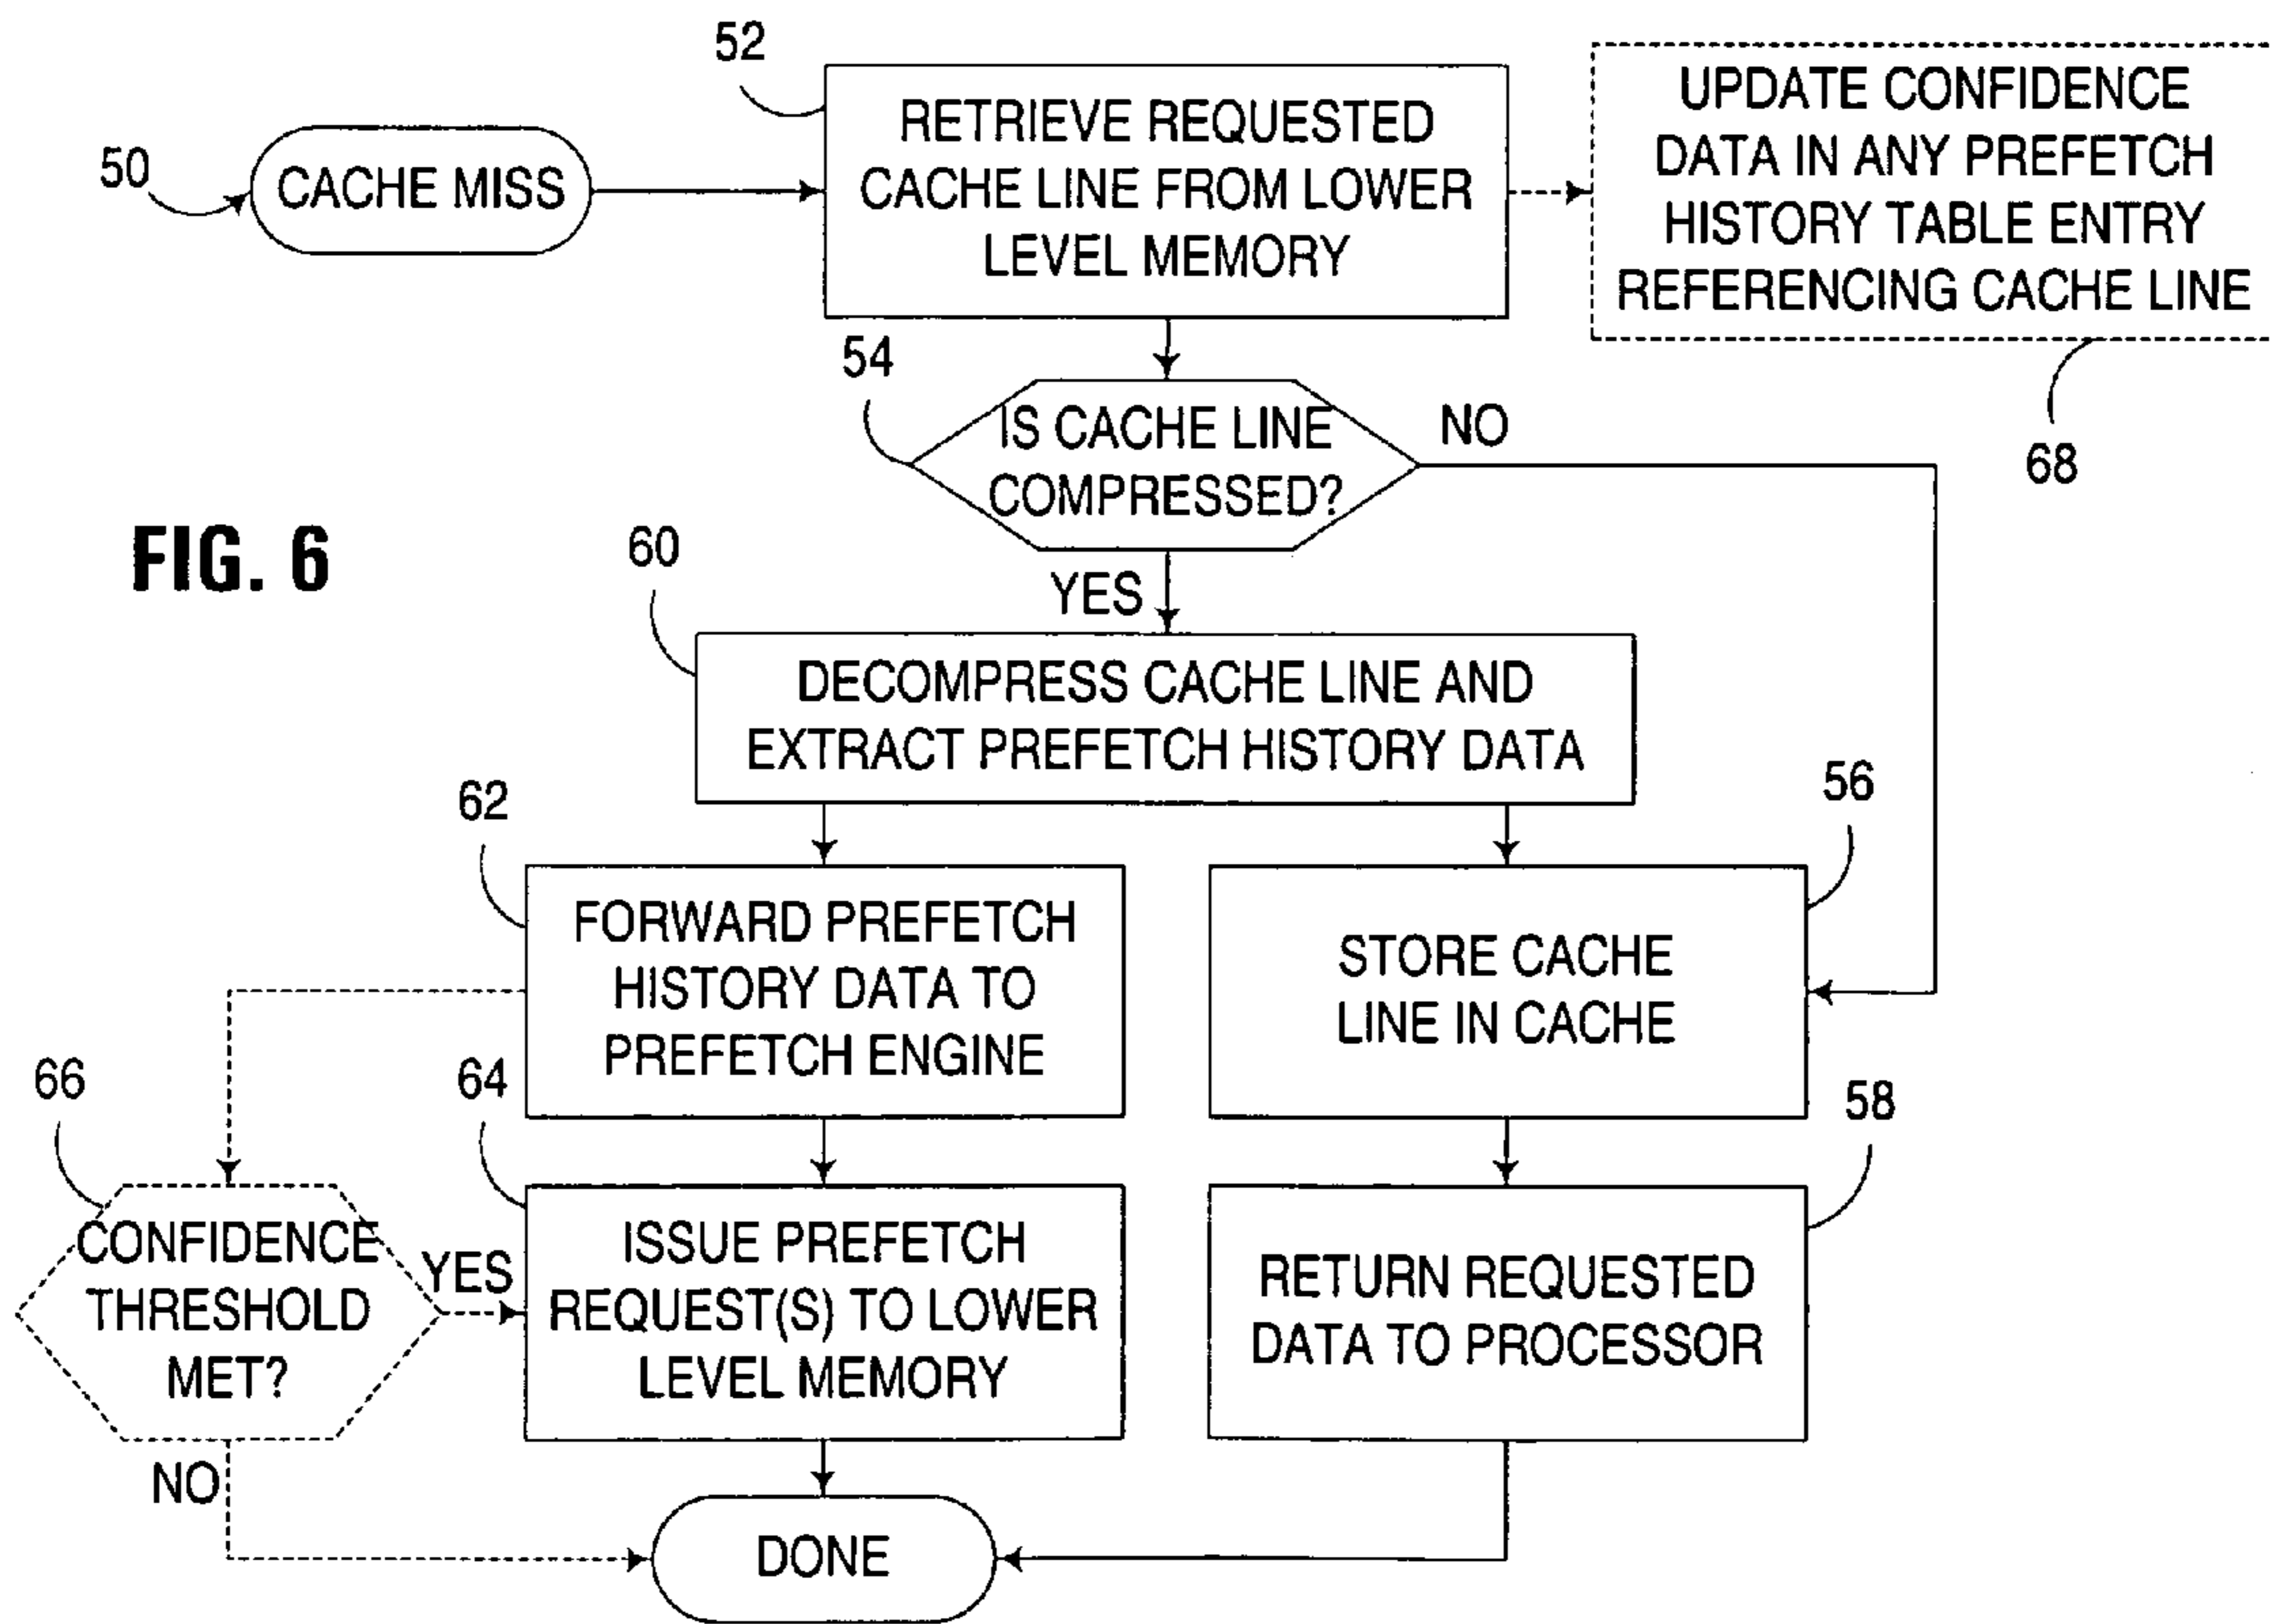 52
RETRIEVE REQUESTED
CACHE LINE FROM LOWER
LEVEL MEMORY
UPDATE CONFIDENCE
DATA IN ANY PREFETCH
HISTORY TABLE ENTRY
REFERENCING CACHE LINE
50
CACHE MISS
54
IS CACHE LINE
COMPRESSED?
NO
68
FIG. 6
60
YES
DECOMPRESS CACHE LINE AND
EXTRACT PREFETCH HISTORY DATA
62
56
FORWARD PREFETCH
HISTORY DATA TO
PREFETCH ENGINE
STORE CACHE
LINE IN CACHE
66
64
58
CONFIDENCE
THRESHOLD
MET?
YES
ISSUE PREFETCH
REQUEST(S) TO LOWER
LEVEL MEMORY
RETURN REQUESTED
DATA TO PROCESSOR
NO
DONE